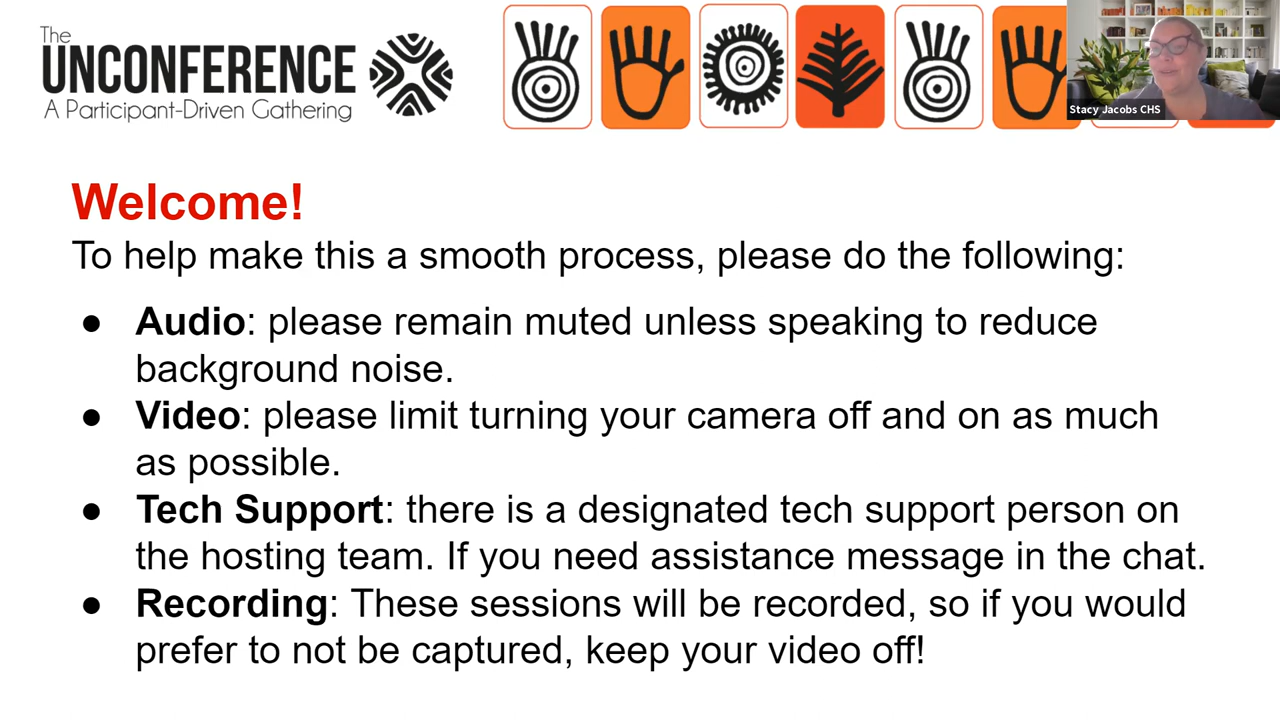 The
UNCONFERENCE
A Participant-Driven Gathering
Stacy Jacobs CHS
Welcome!
To help make this a smooth process, please do the following:
● Audio: please remain muted unless speaking to reduce
background noise.
● Video: please limit turning your camera off and on as much
as possible.
● Tech Support: there is a designated tech support person on
the hosting team. If you need assistance message in the chat.
● Recording: These sessions will be recorded, so if you would
prefer to not be captured, keep your video off!